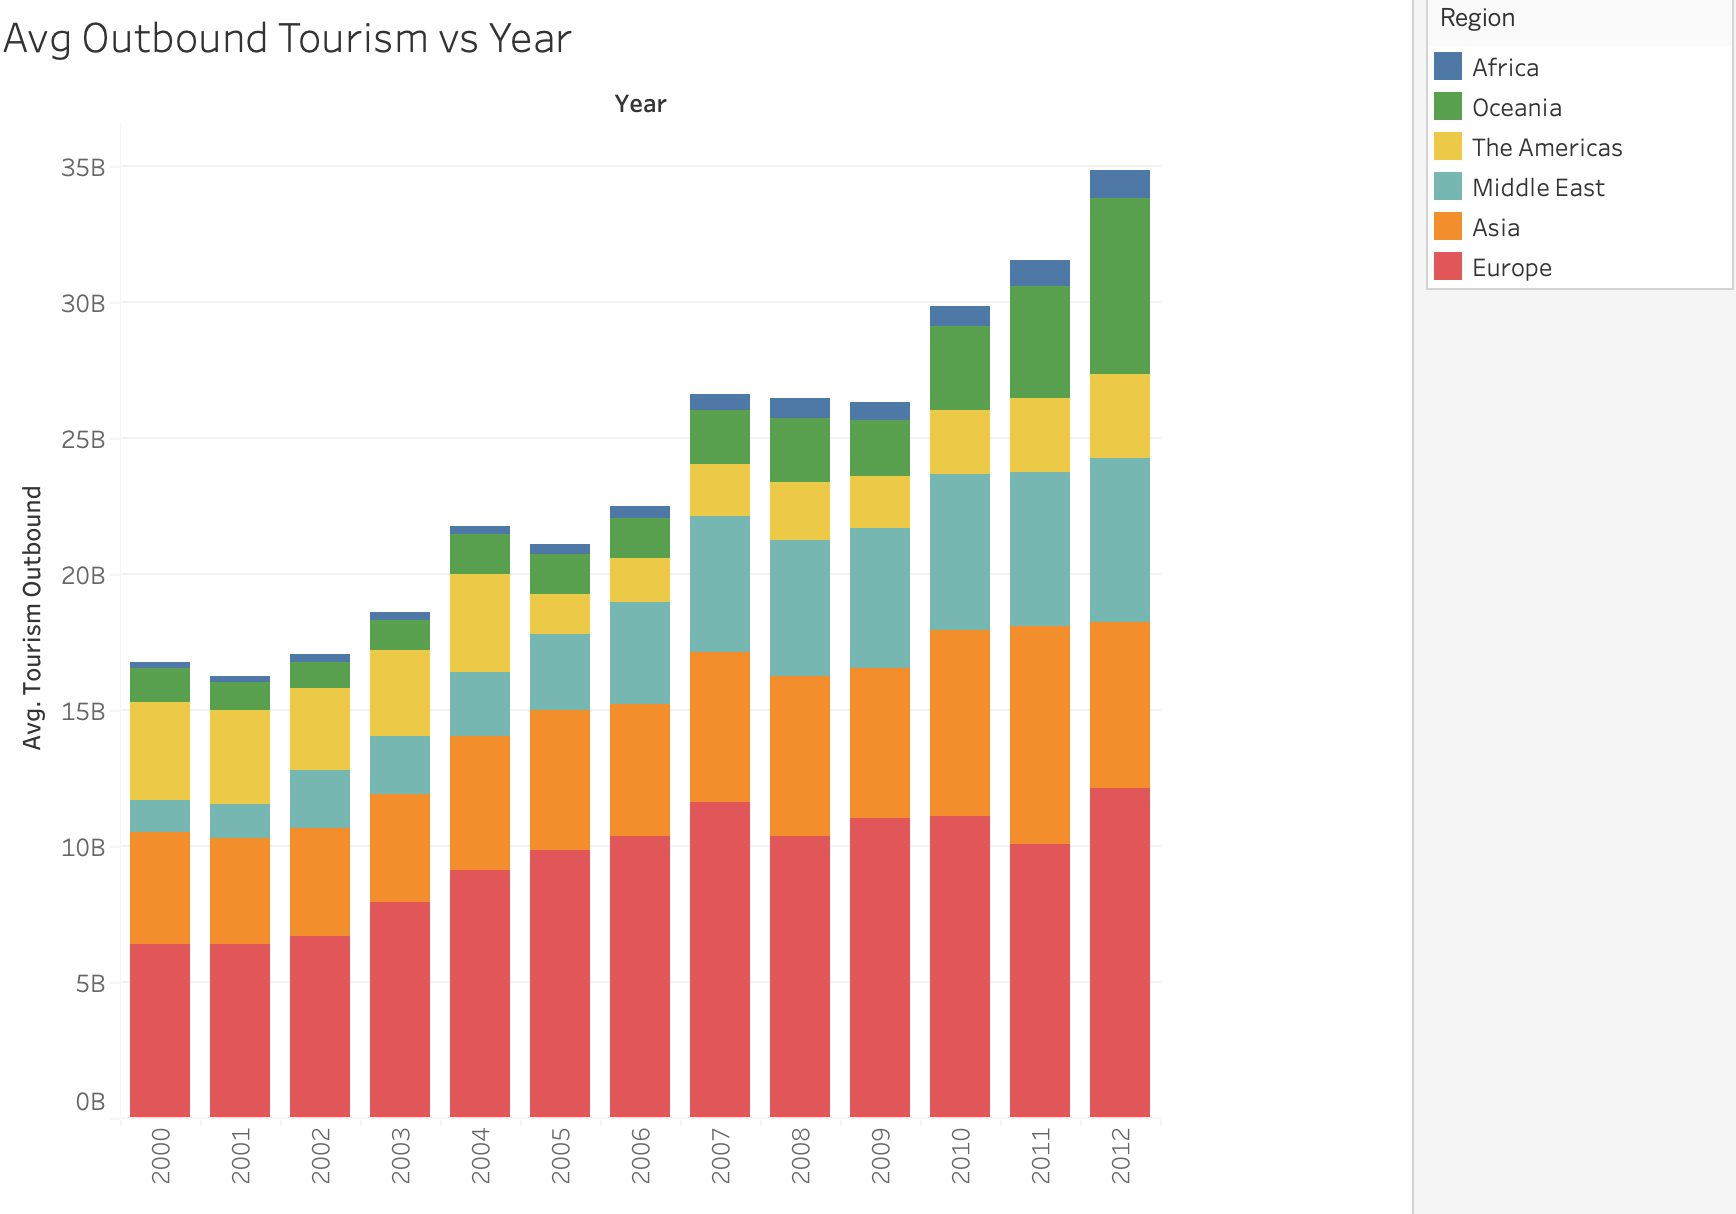 Avg Outbound Tourism vs Year
Year
35B
30B
25B
20B
15B
10B
5B
0B
Avg. Tourism Outbound
2000
2001
2002
2003
2004
2005
2006
2007
2008
2009
2010
2011
2012
Region
Africa
Oceania
The Americas
Middle East
Asia
Europe